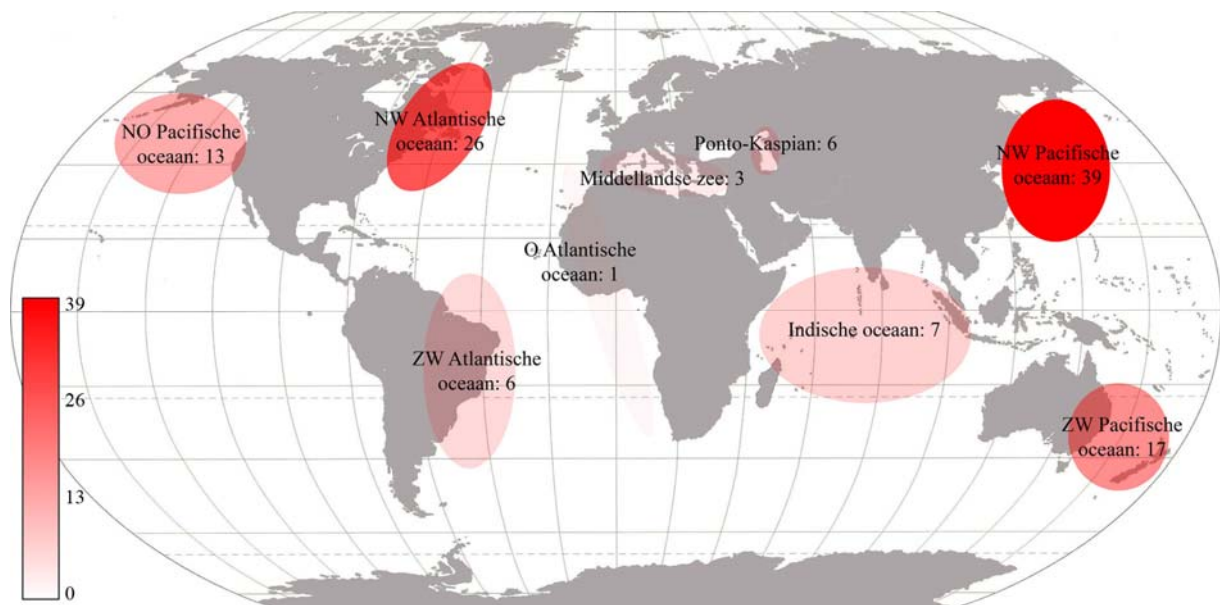 NO Pacifische
oceaan: 13
NW Atlantische
oceaan: 26
Ponto-Kaspian: 6
Middellandse zee: 3
NW Pacifische
oceaan: 39
O Atlantische
oceaan: 1
ZW Atlantische
oceaan: 6
Indische oceaan: 7
ZW Pacifische
oceaan: 17
39
26
13
0